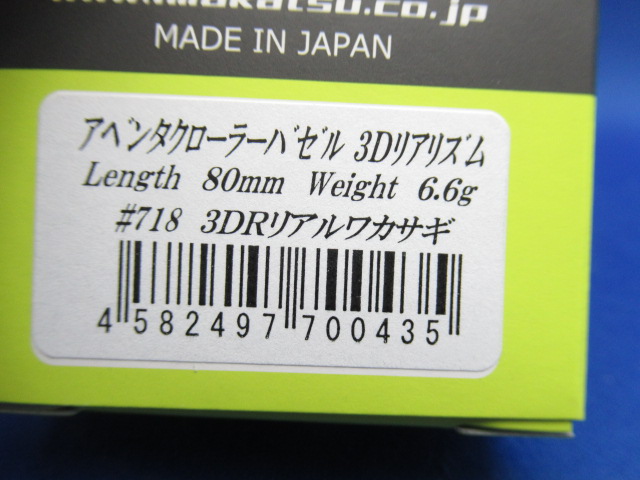 MADE IN JAPAN
アベンタクローラーバゼル 3Dリアリズム
Length 80mm Weight 6.6g
#718 3DRリアルワカサギ
4 582497 700435